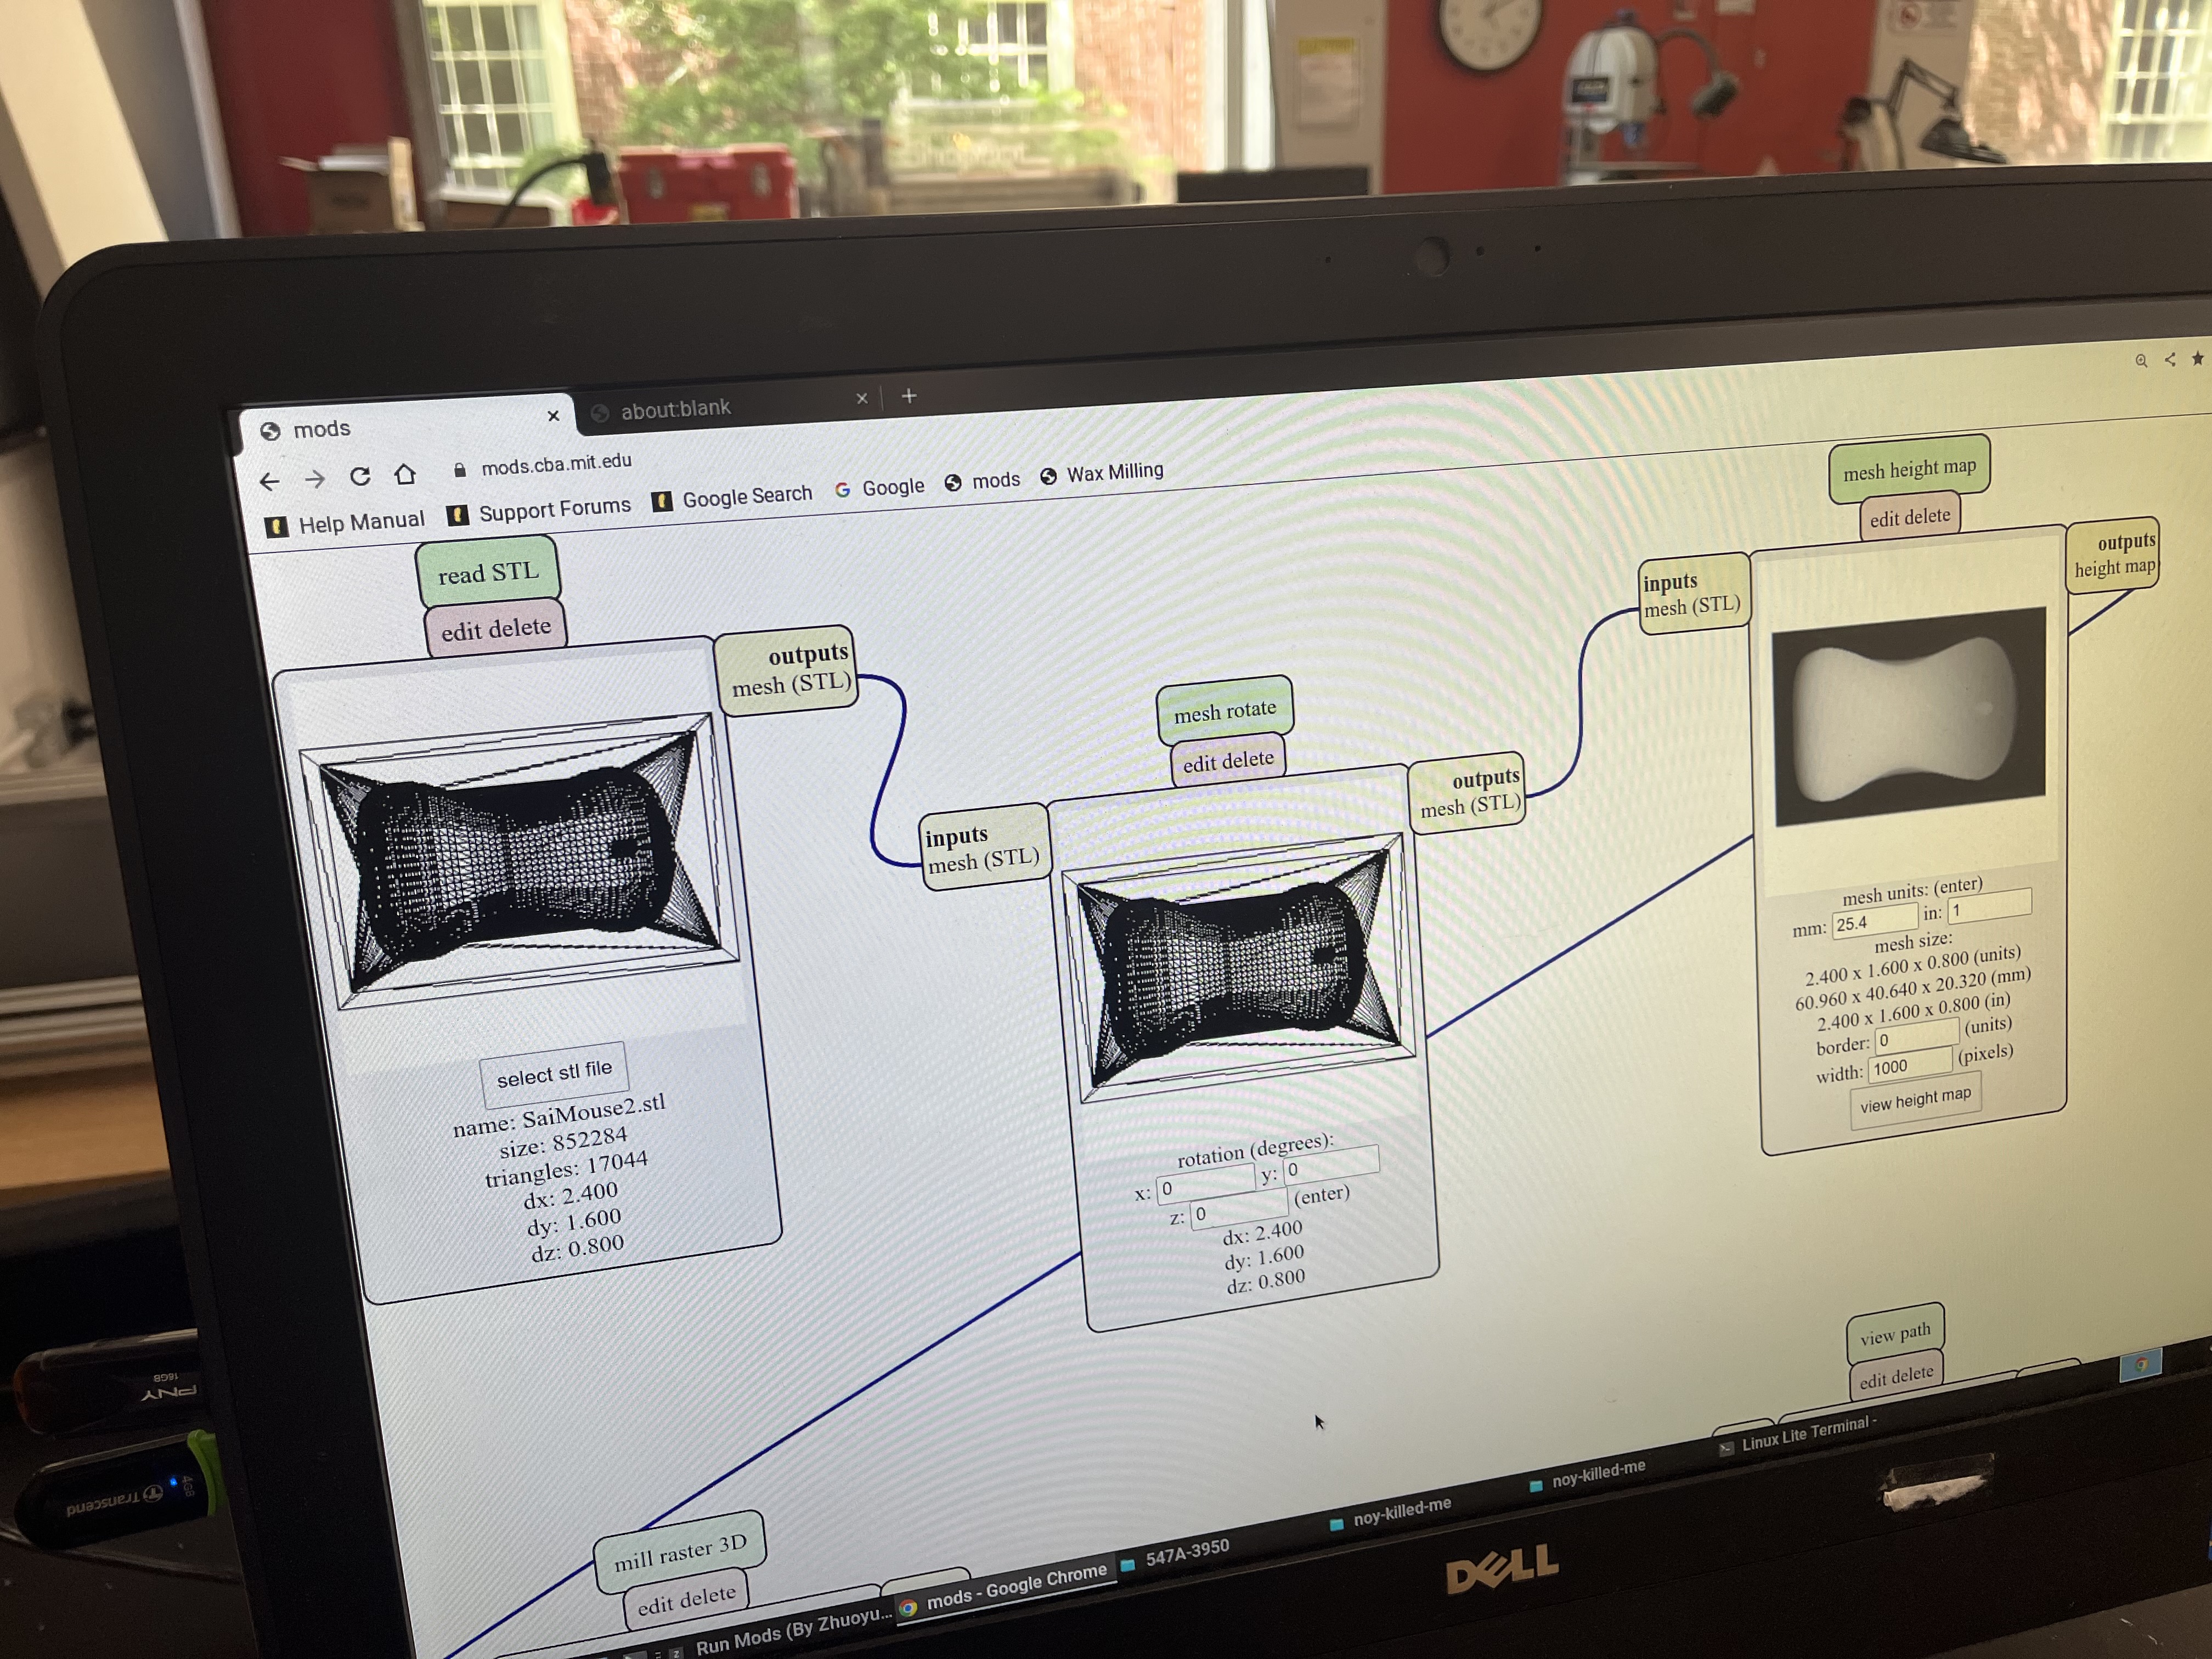 mods
about:blank
mods.cba.mit.edu
Help Manual
Support Forums
Google Search
Google
mods
Wax Milling
read STL
edit delete
outputs
mesh (STL)
select stl file
name: SaiMouse2.stl
size: 852284
triangles: 17044
dx: 2.400
dy: 1.600
dz: 0.800
mesh rotate
edit delete
inputs
mesh (STL)
outputs
mesh (STL)
rotation (degrees):
x: 0 y: 0
z: 0 (enter)
dx: 2.400
dy: 1.600
dz: 0.800
mesh height map
edit delete
inputs
mesh (STL)
outputs
height map
mesh units: (enter)
mm: 25.4 in: 1
mesh size:
2.400 x 1.600 x 0.800 (units)
60.960 x 40.640 x 20.320 (mm)
2.400 x 1.600 x 0.800 (in)
border: 0 (units)
width: 1000 (pixels)
view height map
view path
edit delete
mill raster 3D
edit delete
Run Mods (By Zhuoyu...
mods - Google Chrome
547A-3950
noy-killed-me
noy-killed-me
Linux Lite Terminal -
DELL
PNY
16GB
Transcend
4GB